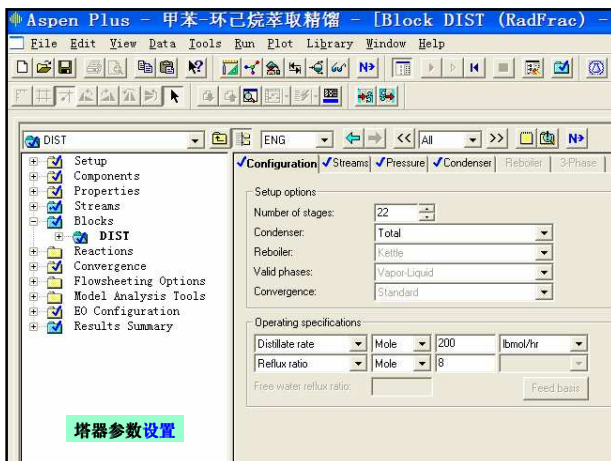 Aspen Plus - 甲苯-环己烷萃取精馏 - [Block DIST (RadFrac) -
File Edit View Data Tools Run Plot Library Window Help
N>
DIST ENG << All >> N>
Setup
Components
Properties
Streams
Blocks
DIST
Reactions
Convergence
Flowsheeting Options
Model Analysis Tools
EO Configuration
Results Summary
Configuration Streams Pressure Condenser Reboiler 3-Phase
Setup options
Number of stages: 22
Condenser: Total
Reboiler: Kettle
Valid phases: Vapor-Liquid
Convergence: Standard
Operating specifications
Distillate rate Mole 200 lbmol/hr
Reflux ratio Mole 8
Free water reflux ratio: Feed basis
塔器参数设置